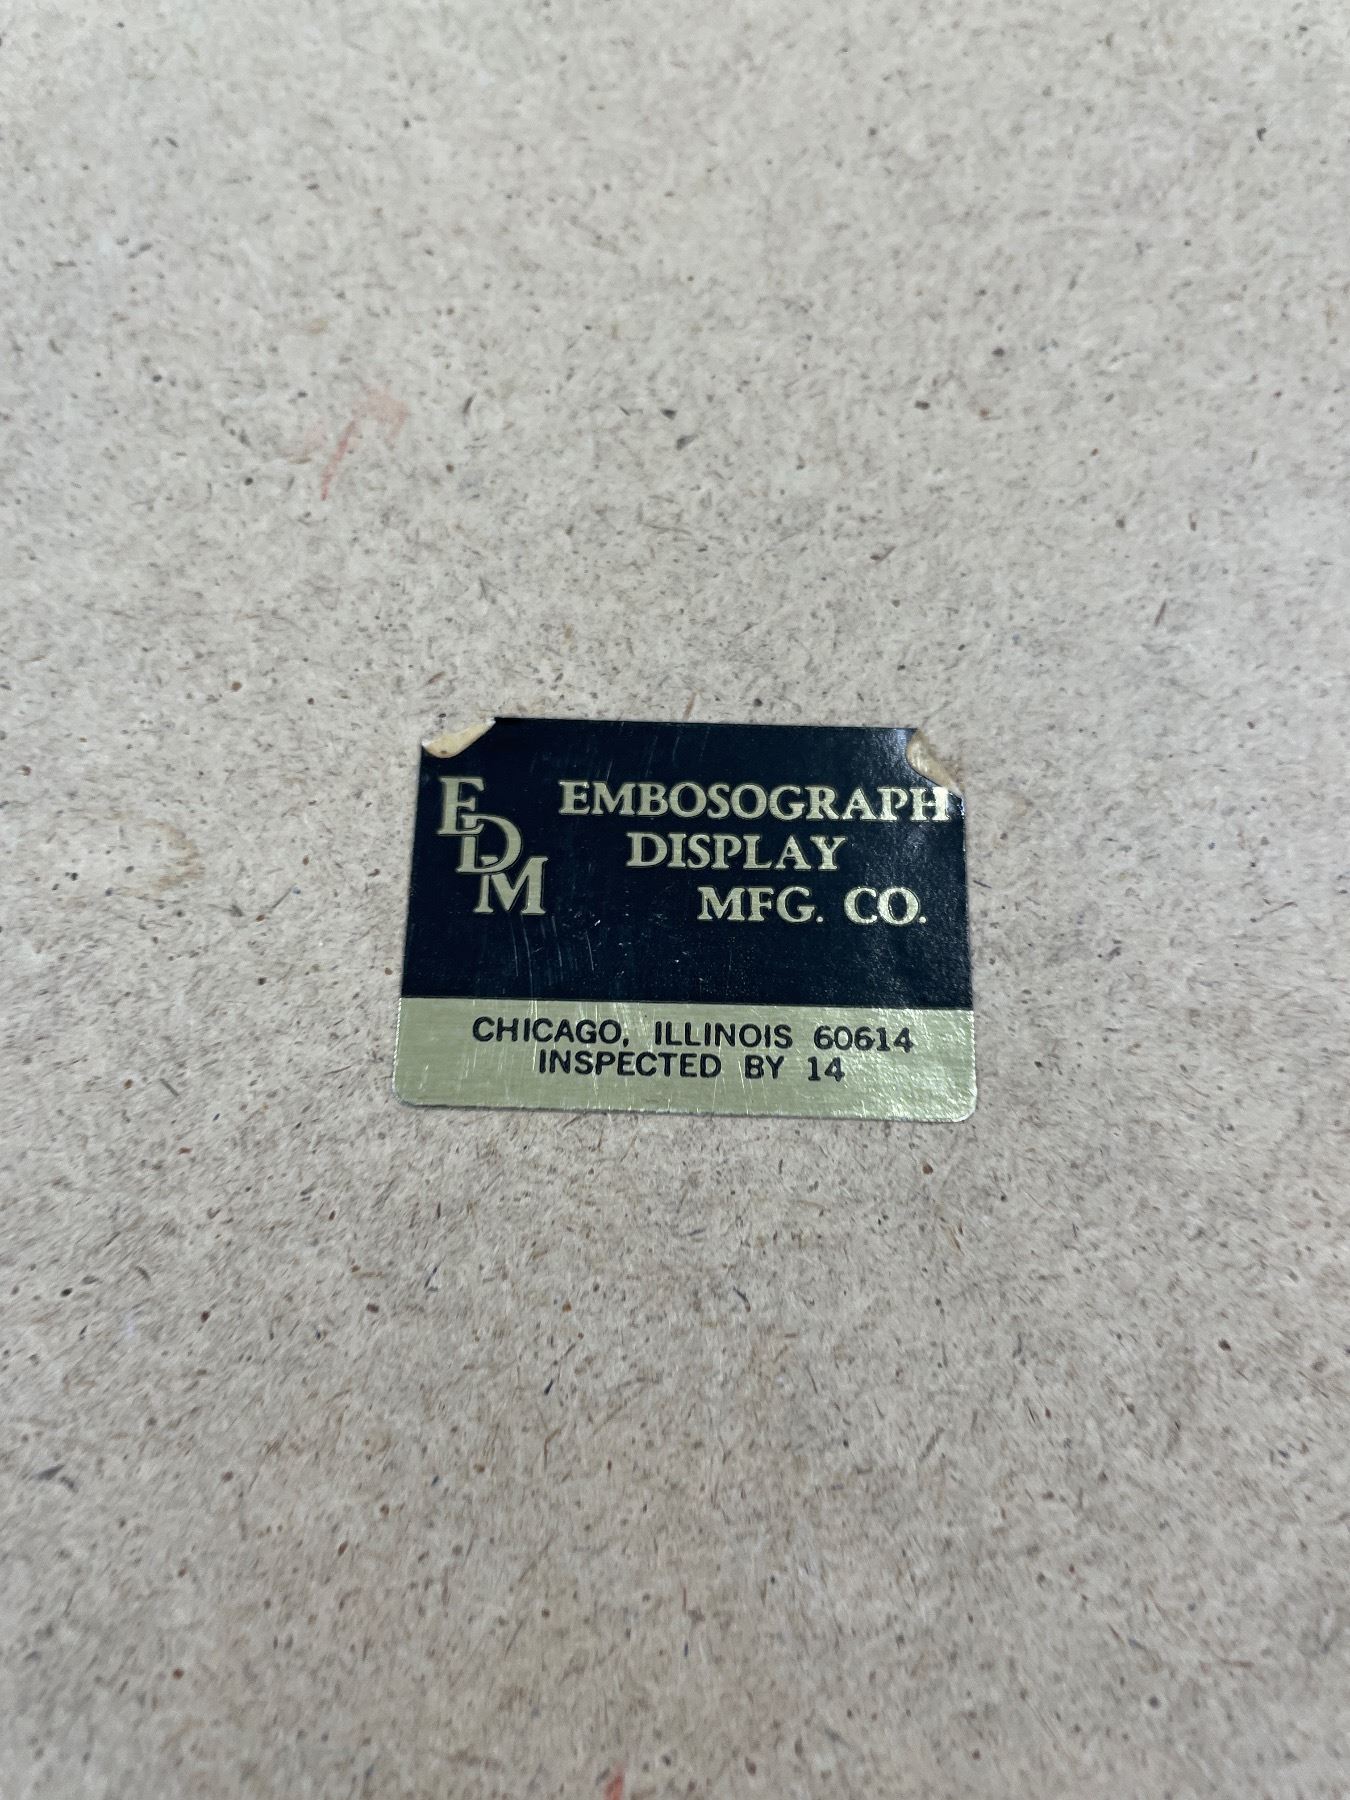 EDM
EMBOSOGRAPH
DISPLAY
MFG. CO.
CHICAGO, ILLINOIS 60614
INSPECTED BY 14